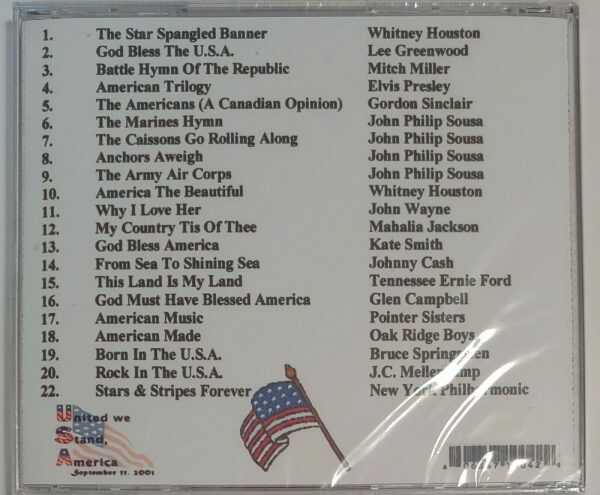 1. The Star Spangled Banner Whitney Houston
2. God Bless The U.S.A. Lee Greenwood
3. Battle Hymn Of The Republic Mitch Miller
4. American Trilogy Elvis Presley
5. The Americans (A Canadian Opinion) Gordon Sinclair
6. The Marines Hymn John Philip Sousa
7. The Caissons Go Rolling Along John Philip Sousa
8. Anchors Aweigh John Philip Sousa
9. The Army Air Corps John Philip Sousa
10. America The Beautiful Whitney Houston
11. Why I Love Her John Wayne
12. My Country Tis Of Thee Mahalia Jackson
13. God Bless America Kate Smith
14. From Sea To Shining Sea Johnny Cash
15. This Land Is My Land Tennessee Ernie Ford
16. God Must Have Blessed America Glen Campbell
17. American Music Pointer Sisters
18. American Made Oak Ridge Boys
19. Born In The U.S.A. Bruce Springsteen
20. Rock In The U.S.A. J.C. Mellencamp
22. Stars & Stripes Forever New York Philharmonic
United we
Stand,
America
September 11, 2001